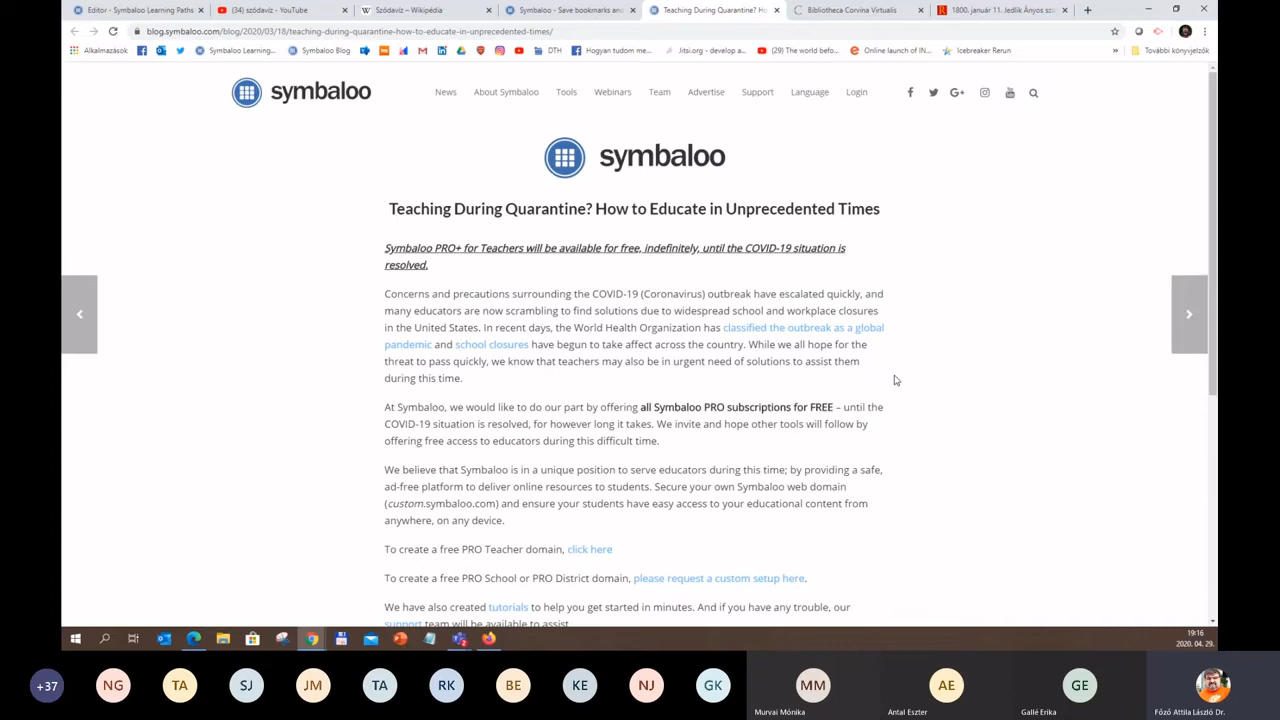 Editor - Symbaloo Learning Paths
(34) szódavíz - YouTube
Szódavíz – Wikipédia
Symbaloo - Save bookmarks and
Teaching During Quarantine? Ho
Bibliotheca Corvina Virtualis
1800. január 11. Jedlik Ányos sz
blog.symbaloo.com/blog/2020/03/18/teaching-during-quarantine-how-to-educate-in-unprecedented-times/
Alkalmazások
Symbaloo Learning...
Symbaloo Blog
DTH
Hogyan tudom me...
Jitsi.org - develop a...
(29) The world befo...
Online launch of IN...
Icebreaker Rerun
»
További könyvjelzők
symbaloo
News
About Symbaloo
Tools
Webinars
Team
Advertise
Support
Language
Login
symbaloo
Teaching During Quarantine? How to Educate in Unprecedented Times
Symbaloo PRO+ for Teachers will be available for free, indefinitely, until the COVID-19 situation is
resolved.
Concerns and precautions surrounding the COVID-19 (Coronavirus) outbreak have escalated quickly, and
many educators are now scrambling to find solutions due to widespread school and workplace closures
in the United States. In recent days, the World Health Organization has classified the outbreak as a global
pandemic and school closures have begun to take affect across the country. While we all hope for the
threat to pass quickly, we know that teachers may also be in urgent need of solutions to assist them
during this time.
At Symbaloo, we would like to do our part by offering all Symbaloo PRO subscriptions for FREE – until the
COVID-19 situation is resolved, for however long it takes. We invite and hope other tools will follow by
offering free access to educators during this difficult time.
We believe that Symbaloo is in a unique position to serve educators during this time; by providing a safe,
ad-free platform to deliver online resources to students. Secure your own Symbaloo web domain
(custom.symbaloo.com) and ensure your students have easy access to your educational content from
anywhere, on any device.
To create a free PRO Teacher domain, click here
To create a free PRO School or PRO District domain, please request a custom setup here.
We have also created tutorials to help you get started in minutes. And if you have any trouble, our
support team will be available to assist
19:16
2020. 04. 29.
+37
NG
TA
SJ
JM
TA
RK
BE
KE
NJ
GK
MM
AE
GE
Murvai Mónika
Antal Eszter
Gallé Erika
Főző Attila László Dr.